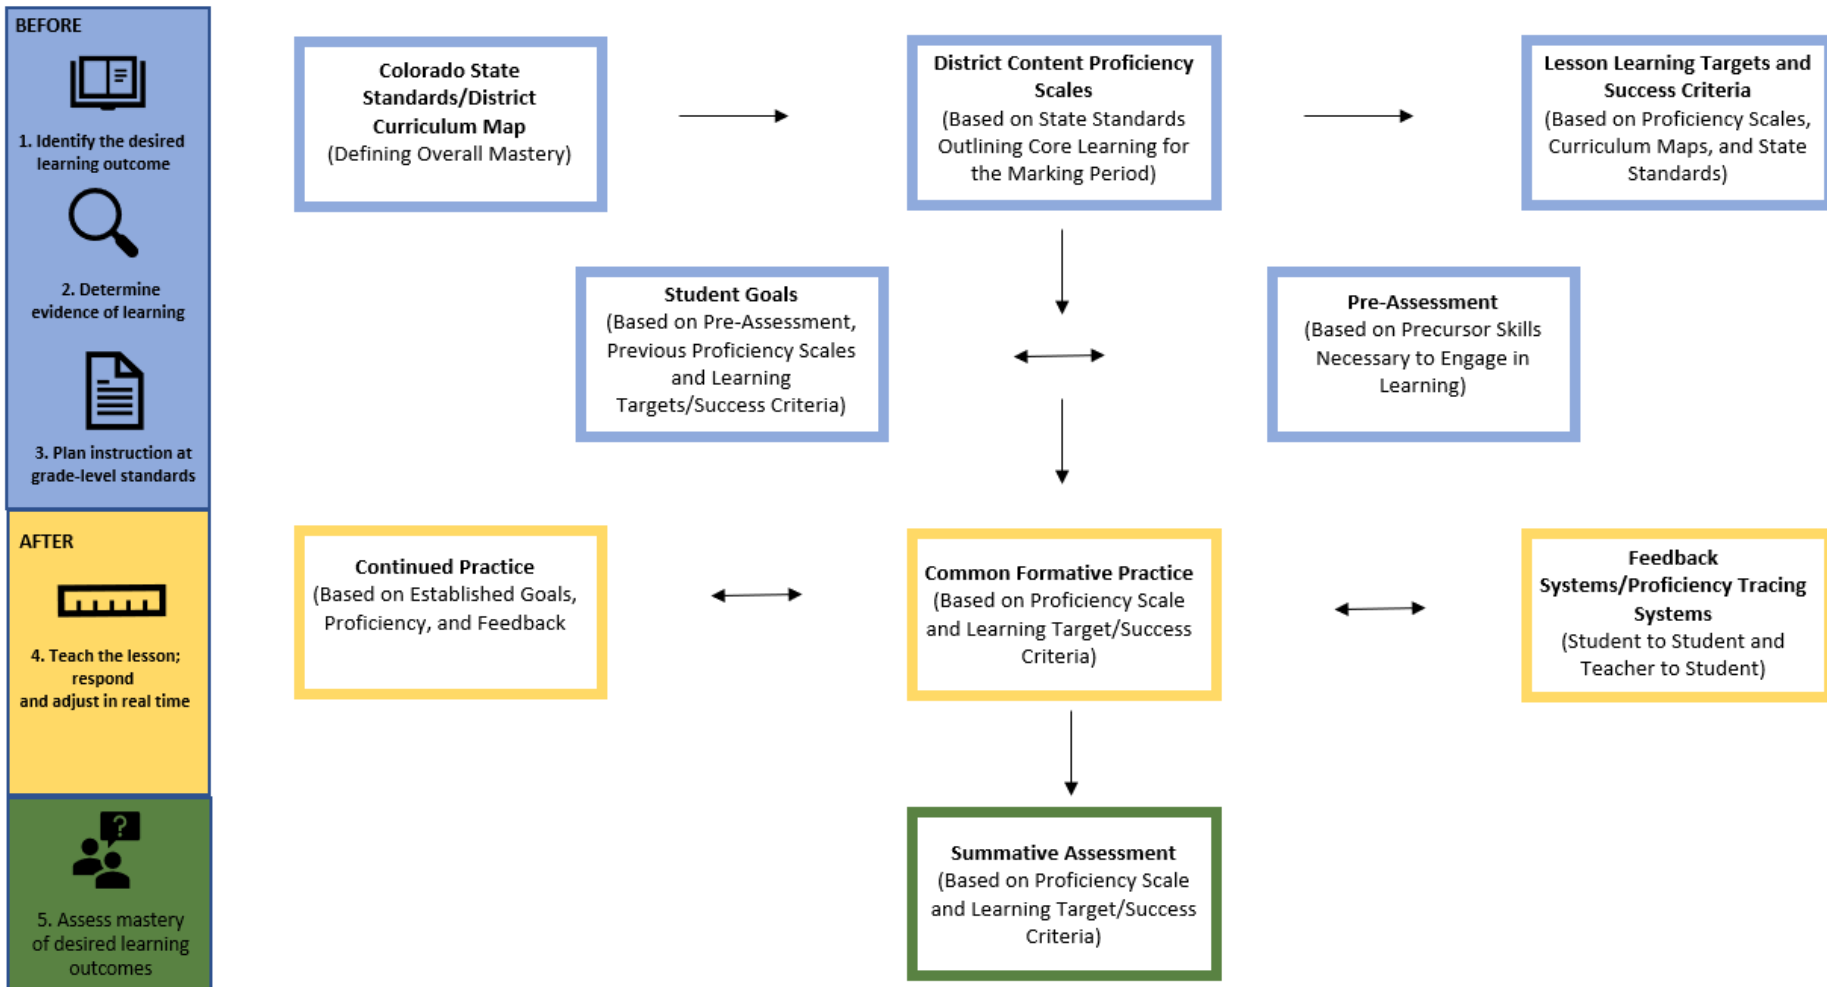 BEFORE
1. Identify the desired
learning outcome
2. Determine
evidence of learning
3. Plan instruction at
grade-level standards
AFTER
4. Teach the lesson;
respond
and adjust in real time
?
5. Assess mastery
of desired learning
outcomes
Colorado State
Standards/District
Curriculum Map
(Defining Overall Mastery)
District Content Proficiency
Scales
(Based on State Standards
Outlining Core Learning for
the Marking Period)
Lesson Learning Targets and
Success Criteria
(Based on Proficiency Scales,
Curriculum Maps, and State
Standards)
Student Goals
(Based on Pre-Assessment,
Previous Proficiency Scales
and Learning
Targets/Success Criteria)
Pre-Assessment
(Based on Precursor Skills
Necessary to Engage in
Learning)
Continued Practice
(Based on Established Goals,
Proficiency, and Feedback
Common Formative Practice
(Based on Proficiency Scale
and Learning Target/Success
Criteria)
Feedback
Systems/Proficiency Tracing
Systems
(Student to Student and
Teacher to Student)
Summative Assessment
(Based on Proficiency Scale
and Learning Target/Success
Criteria)